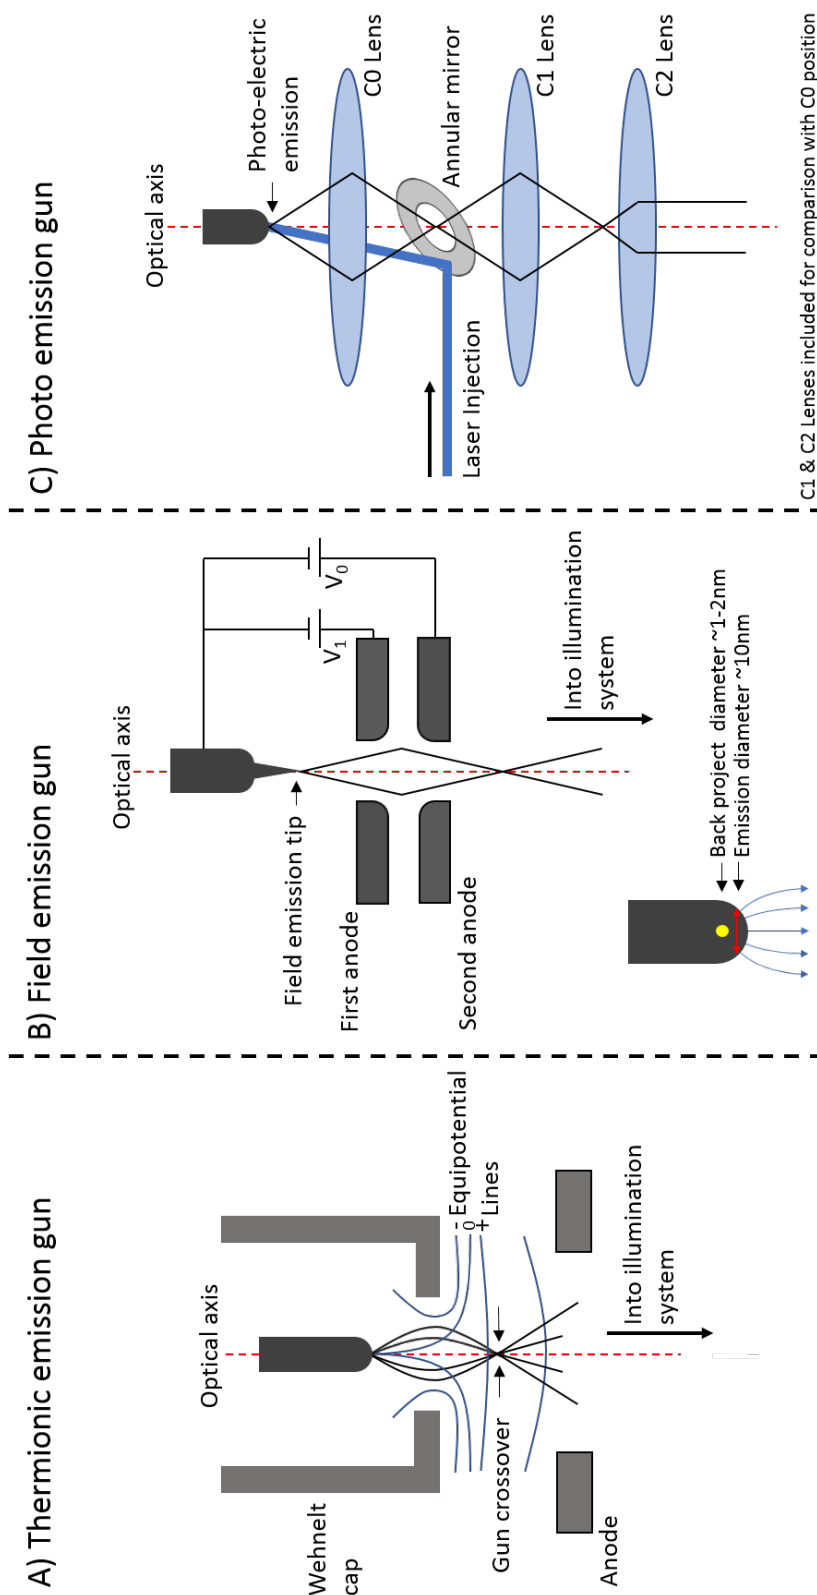 A) Thermionic emission gun
Optical axis
Wehnelt
cap
- Equipotential
0
+ Lines
Gun crossover
Anode
Into illumination
system
B) Field emission gun
Optical axis
Field emission tip
First anode
V1
V0
Second anode
Into illumination
system
Back project diameter ~1-2nm
Emission diameter ~10nm
C) Photo emission gun
Optical axis
Photo-electric
emission
C0 Lens
Annular mirror
Laser Injection
C1 Lens
C2 Lens
C1 & C2 Lenses included for comparison with C0 position